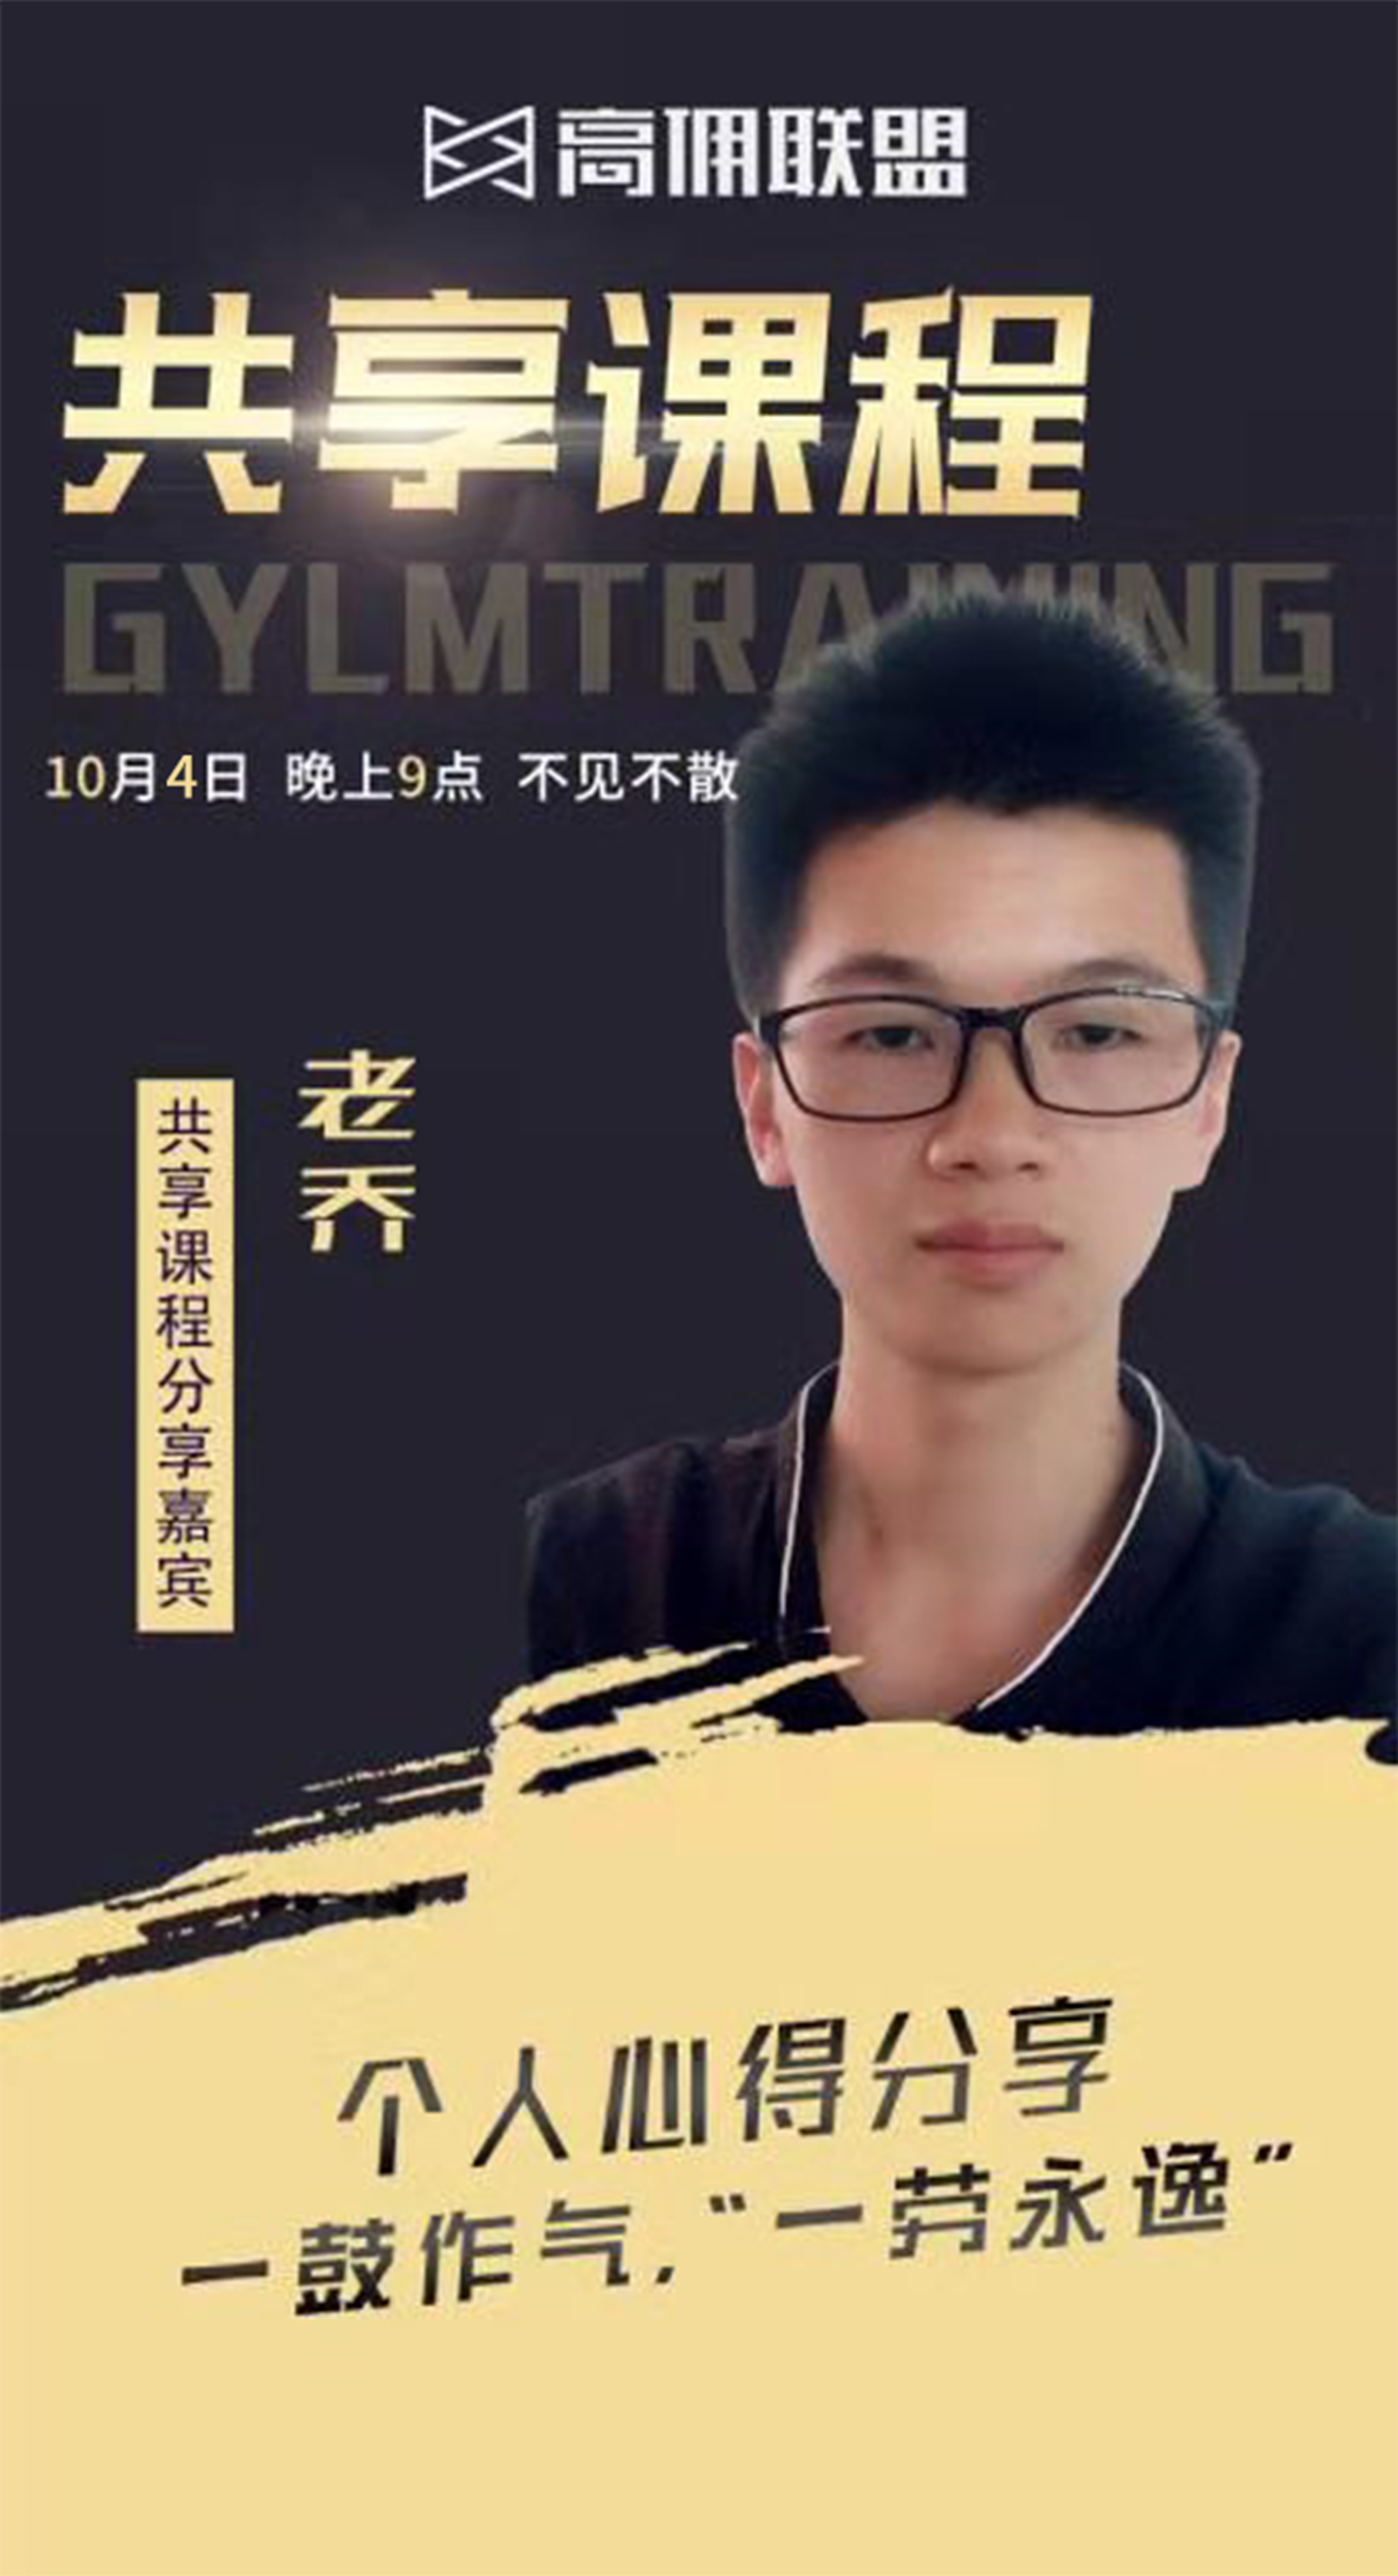 高佣联盟
共享课程
GYLMTRAINING
10月4日 晚上9点 不见不散
老乔
共享课程分享嘉宾
个人心得分享
一鼓作气，“一劳永逸”